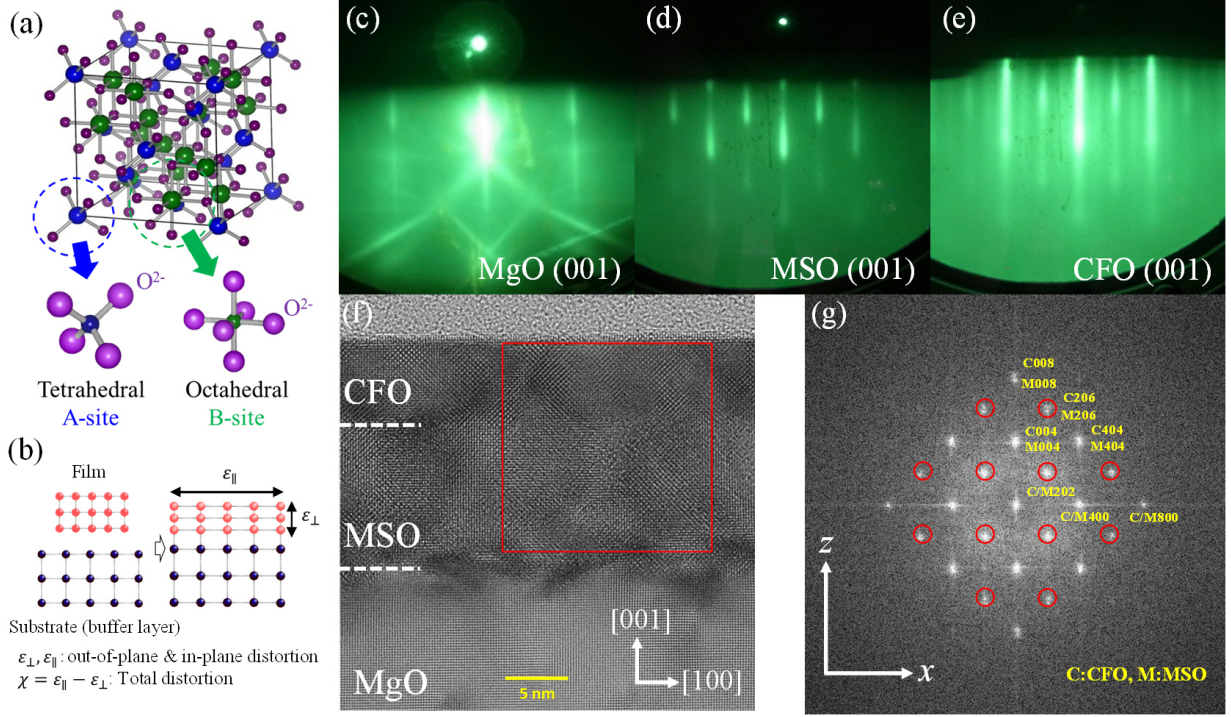 (a)
O²⁻
O²⁻
Tetrahedral
A-site
Octahedral
B-site
(b)
Film
ε∥
ε⊥
Substrate (buffer layer)
ε⊥, ε∥: out-of-plane & in-plane distortion
χ = ε∥ − ε⊥: Total distortion
(c)
MgO (001)
(d)
MSO (001)
(e)
CFO (001)
(f)
CFO
MSO
MgO
5 nm
[001]
[100]
(g)
C008
M008
C206
M206
C004
M004
C404
M404
C/M202
C/M400
C/M800
z
x
C:CFO, M:MSO